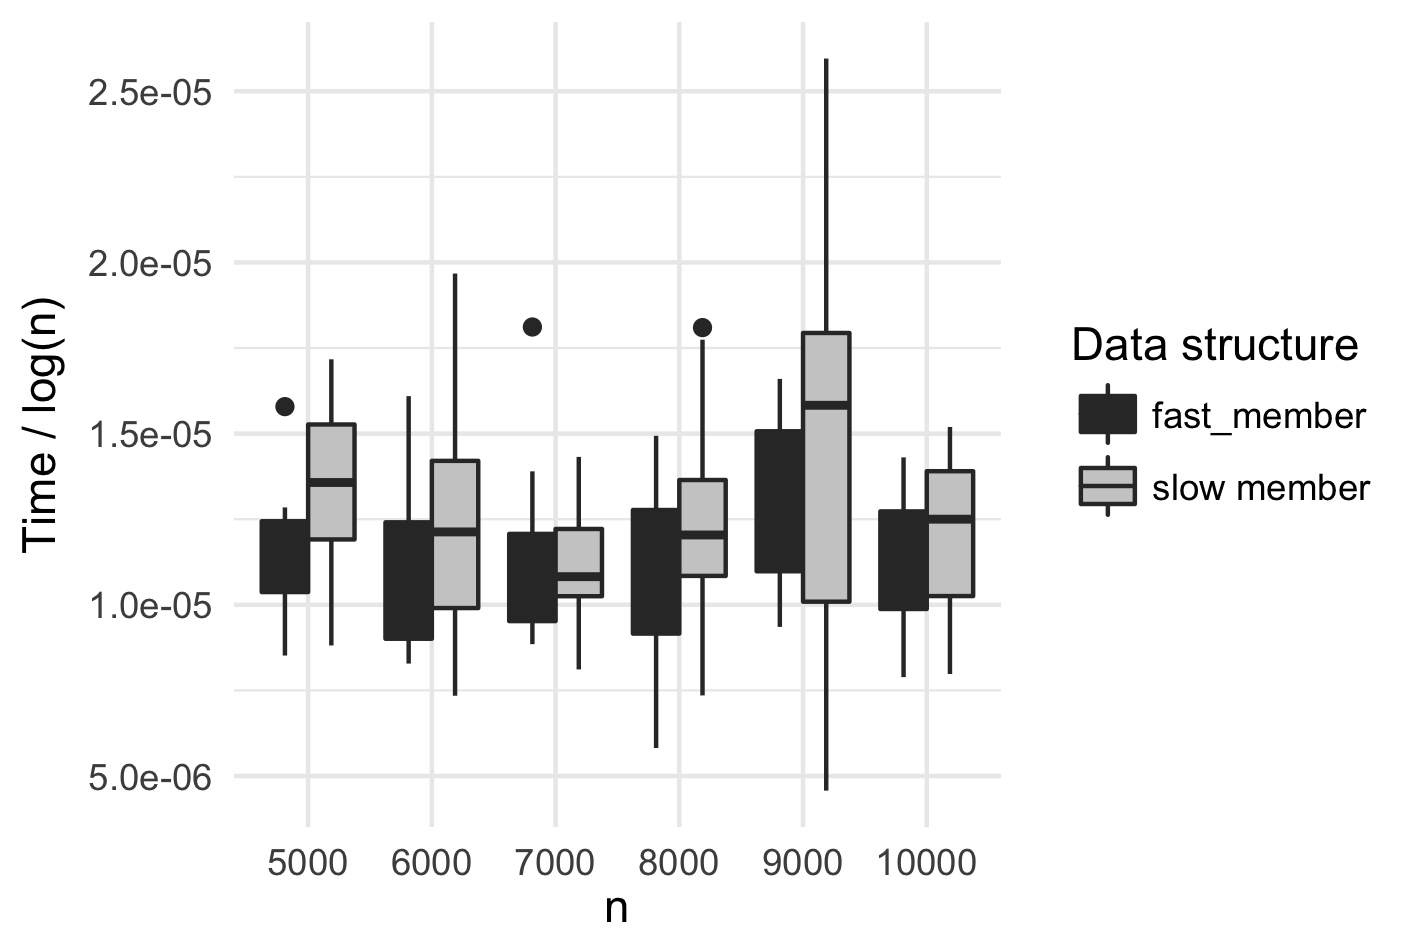 2.5e-05
2.0e-05
1.5e-05
1.0e-05
5.0e-06
Time / log(n)
5000 6000 7000 8000 9000 10000
n
Data structure
fast_member
slow member